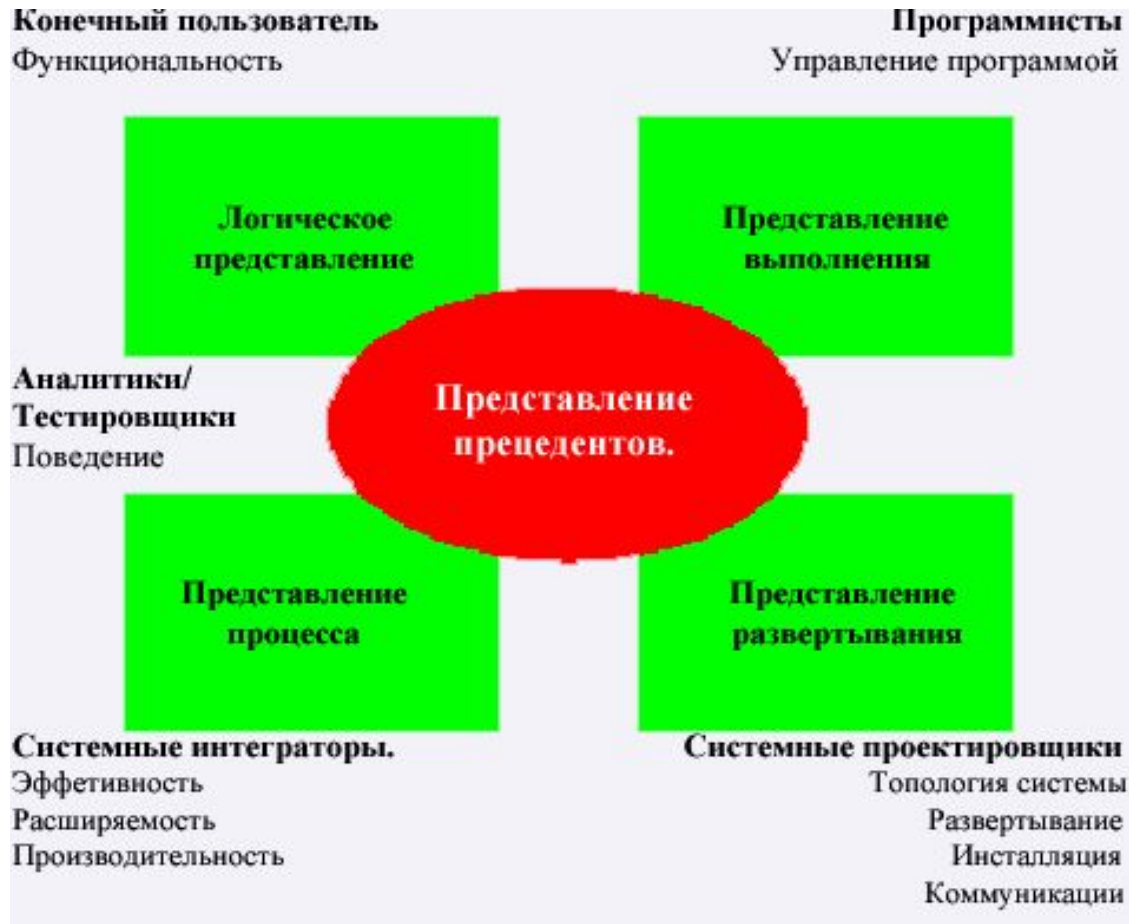 Конечный пользователь
Функциональность
Программисты
Управление программой
Логическое
представление
Представление
выполнения
Аналитики/
Тестировщики
Поведение
Представление
прецедентов.
Представление
процесса
Представление
развертывания
Системные интеграторы.
Эффетивность
Расширяемость
Производительность
Системные проектировщики
Топология системы
Развертывание
Инсталляция
Коммуникации